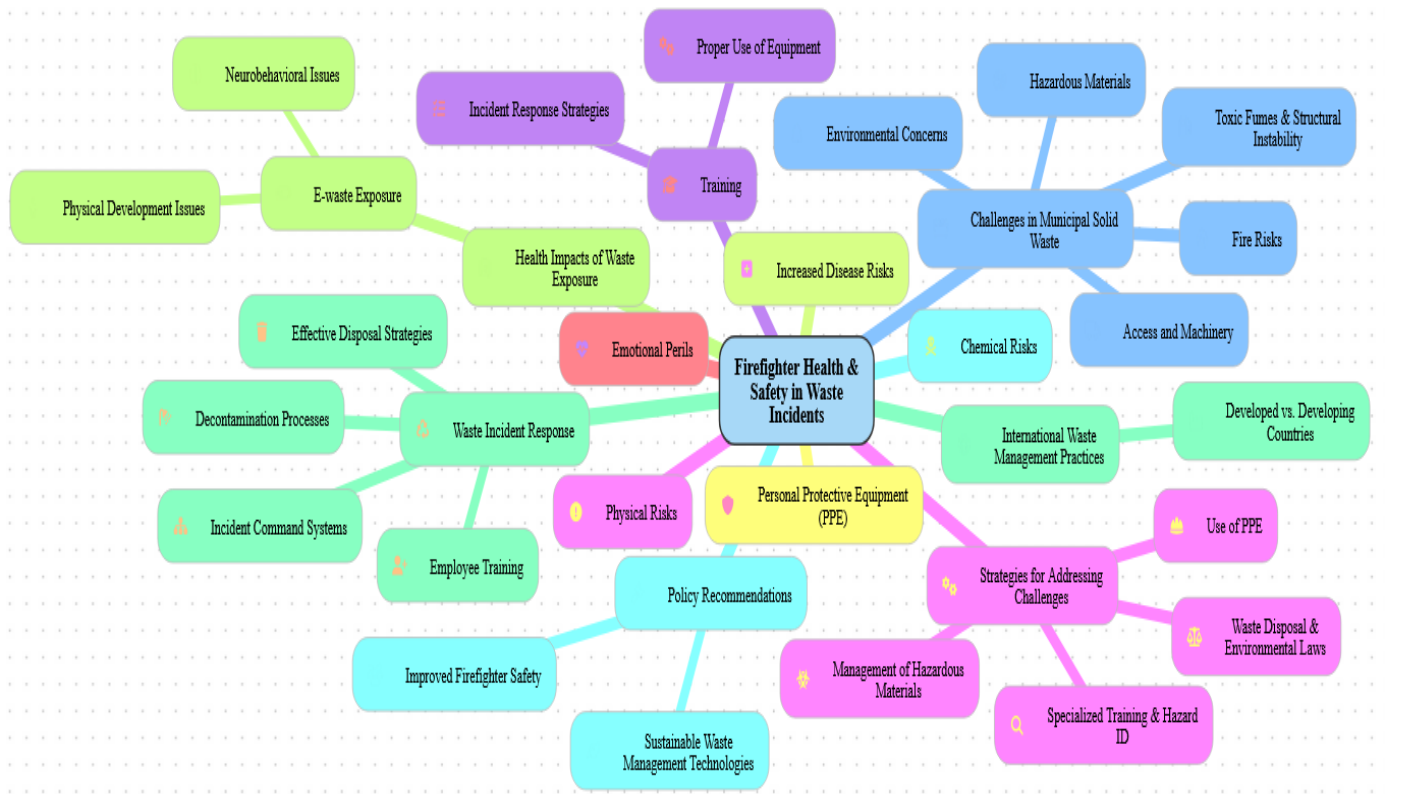 Proper Use of Equipment
Neurobehavioral Issues
Hazardous Materials
Incident Response Strategies
Toxic Fumes & Structural
Instability
Environmental Concerns
Training
E-waste Exposure
Physical Development Issues
Challenges in Municipal Solid
Waste
Fire Risks
Health Impacts of Waste
Exposure
Increased Disease Risks
Effective Disposal Strategies
Access and Machinery
Emotional Perils
Chemical Risks
Firefighter Health &
Safety in Waste
Incidents
Decontamination Processes
Waste Incident Response
International Waste
Management Practices
Developed vs. Developing
Countries
Physical Risks
Personal Protective Equipment
(PPE)
Incident Command Systems
Use of PPE
Employee Training
Policy Recommendations
Strategies for Addressing
Challenges
Waste Disposal &
Environmental Laws
Improved Firefighter Safety
Management of Hazardous
Materials
Specialized Training & Hazard
ID
Sustainable Waste
Management Technologies